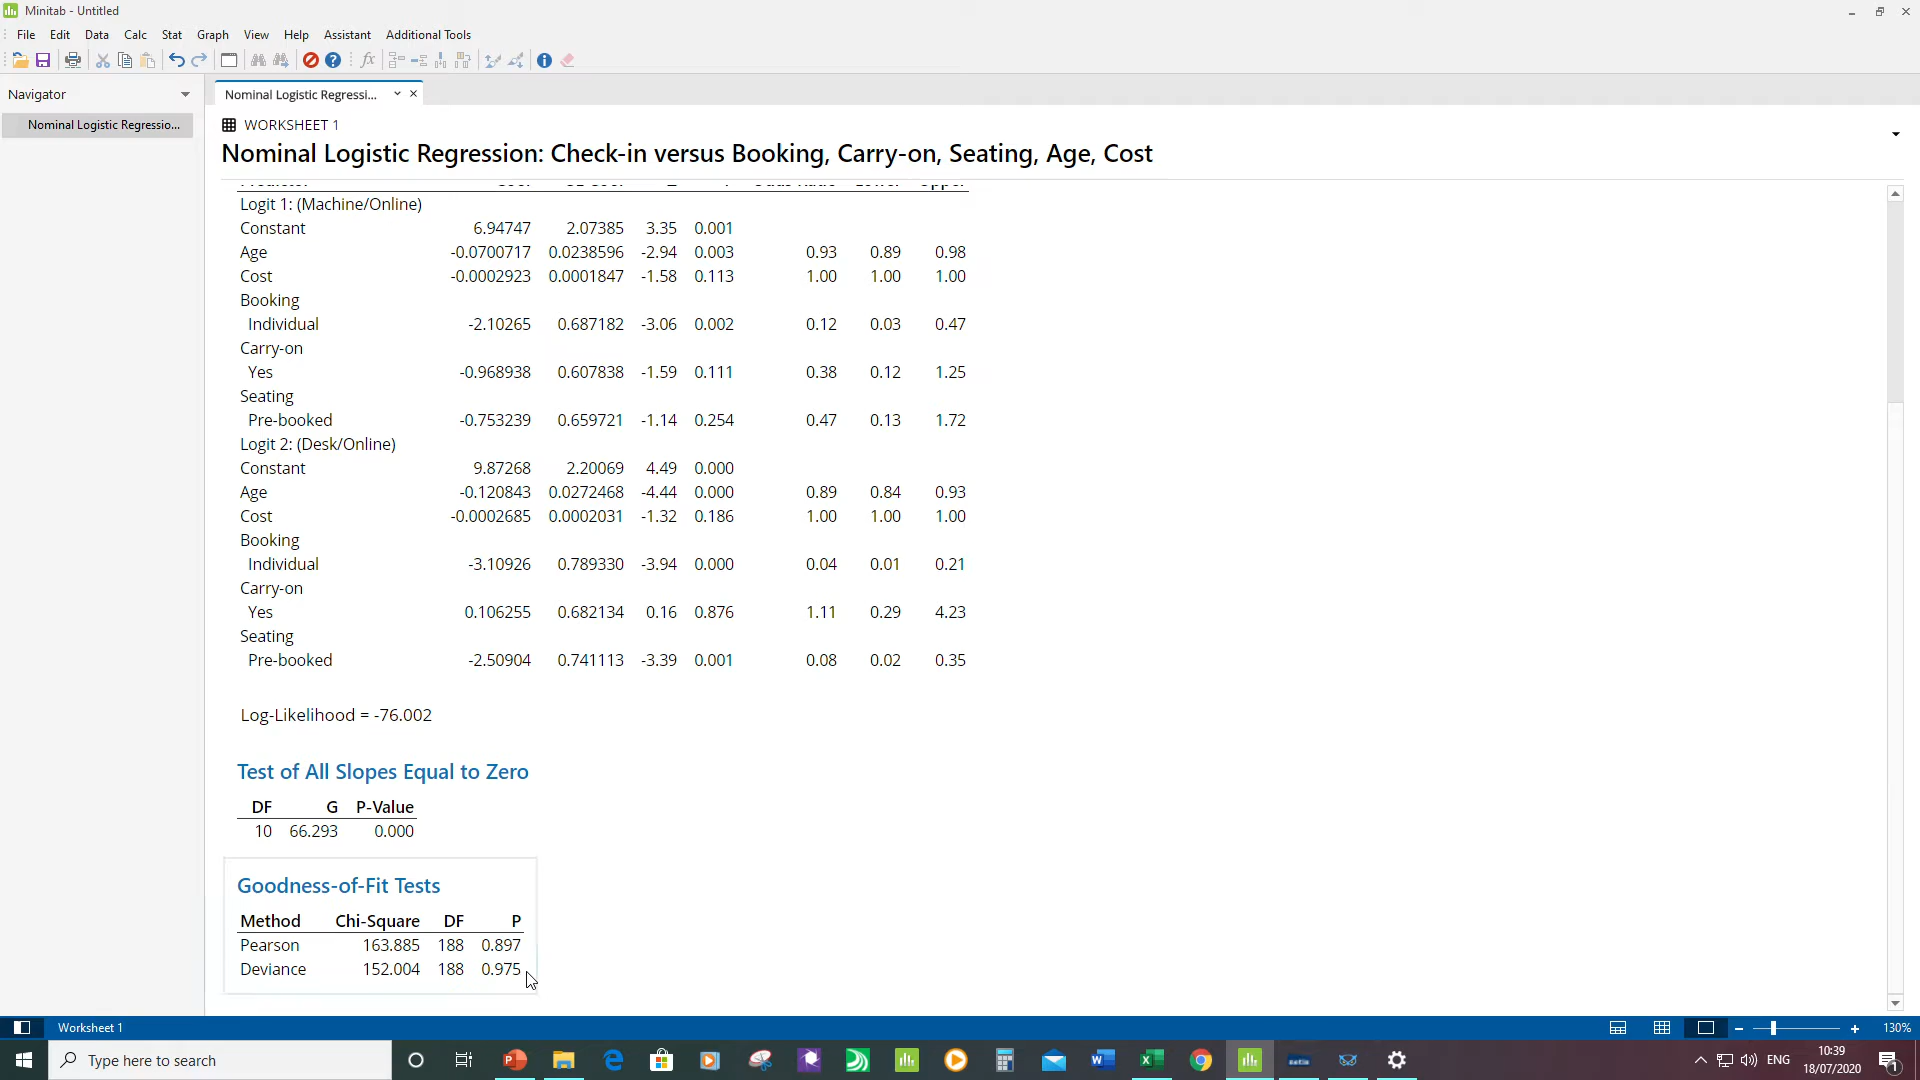 Minitab - Untitled
File Edit Data Calc Stat Graph View Help Assistant Additional Tools
Navigator
Nominal Logistic Regressi...
Nominal Logistic Regressio...
WORKSHEET 1
Nominal Logistic Regression: Check-in versus Booking, Carry-on, Seating, Age, Cost
Logit 1: (Machine/Online)
Constant 6.94747 2.07385 3.35 0.001
Age -0.0700717 0.0238596 -2.94 0.003 0.93 0.89 0.98
Cost -0.0002923 0.0001847 -1.58 0.113 1.00 1.00 1.00
Booking
Individual -2.10265 0.687182 -3.06 0.002 0.12 0.03 0.47
Carry-on
Yes -0.968938 0.607838 -1.59 0.111 0.38 0.12 1.25
Seating
Pre-booked -0.753239 0.659721 -1.14 0.254 0.47 0.13 1.72
Logit 2: (Desk/Online)
Constant 9.87268 2.20069 4.49 0.000
Age -0.120843 0.0272468 -4.44 0.000 0.89 0.84 0.93
Cost -0.0002685 0.0002031 -1.32 0.186 1.00 1.00 1.00
Booking
Individual -3.10926 0.789330 -3.94 0.000 0.04 0.01 0.21
Carry-on
Yes 0.106255 0.682134 0.16 0.876 1.11 0.29 4.23
Seating
Pre-booked -2.50904 0.741113 -3.39 0.001 0.08 0.02 0.35
Log-Likelihood = -76.002
Test of All Slopes Equal to Zero
DF G P-Value
10 66.293 0.000
Goodness-of-Fit Tests
Method Chi-Square DF P
Pearson 163.885 188 0.897
Deviance 152.004 188 0.975
Worksheet 1
130%
Type here to search
ENG
10:39
18/07/2020